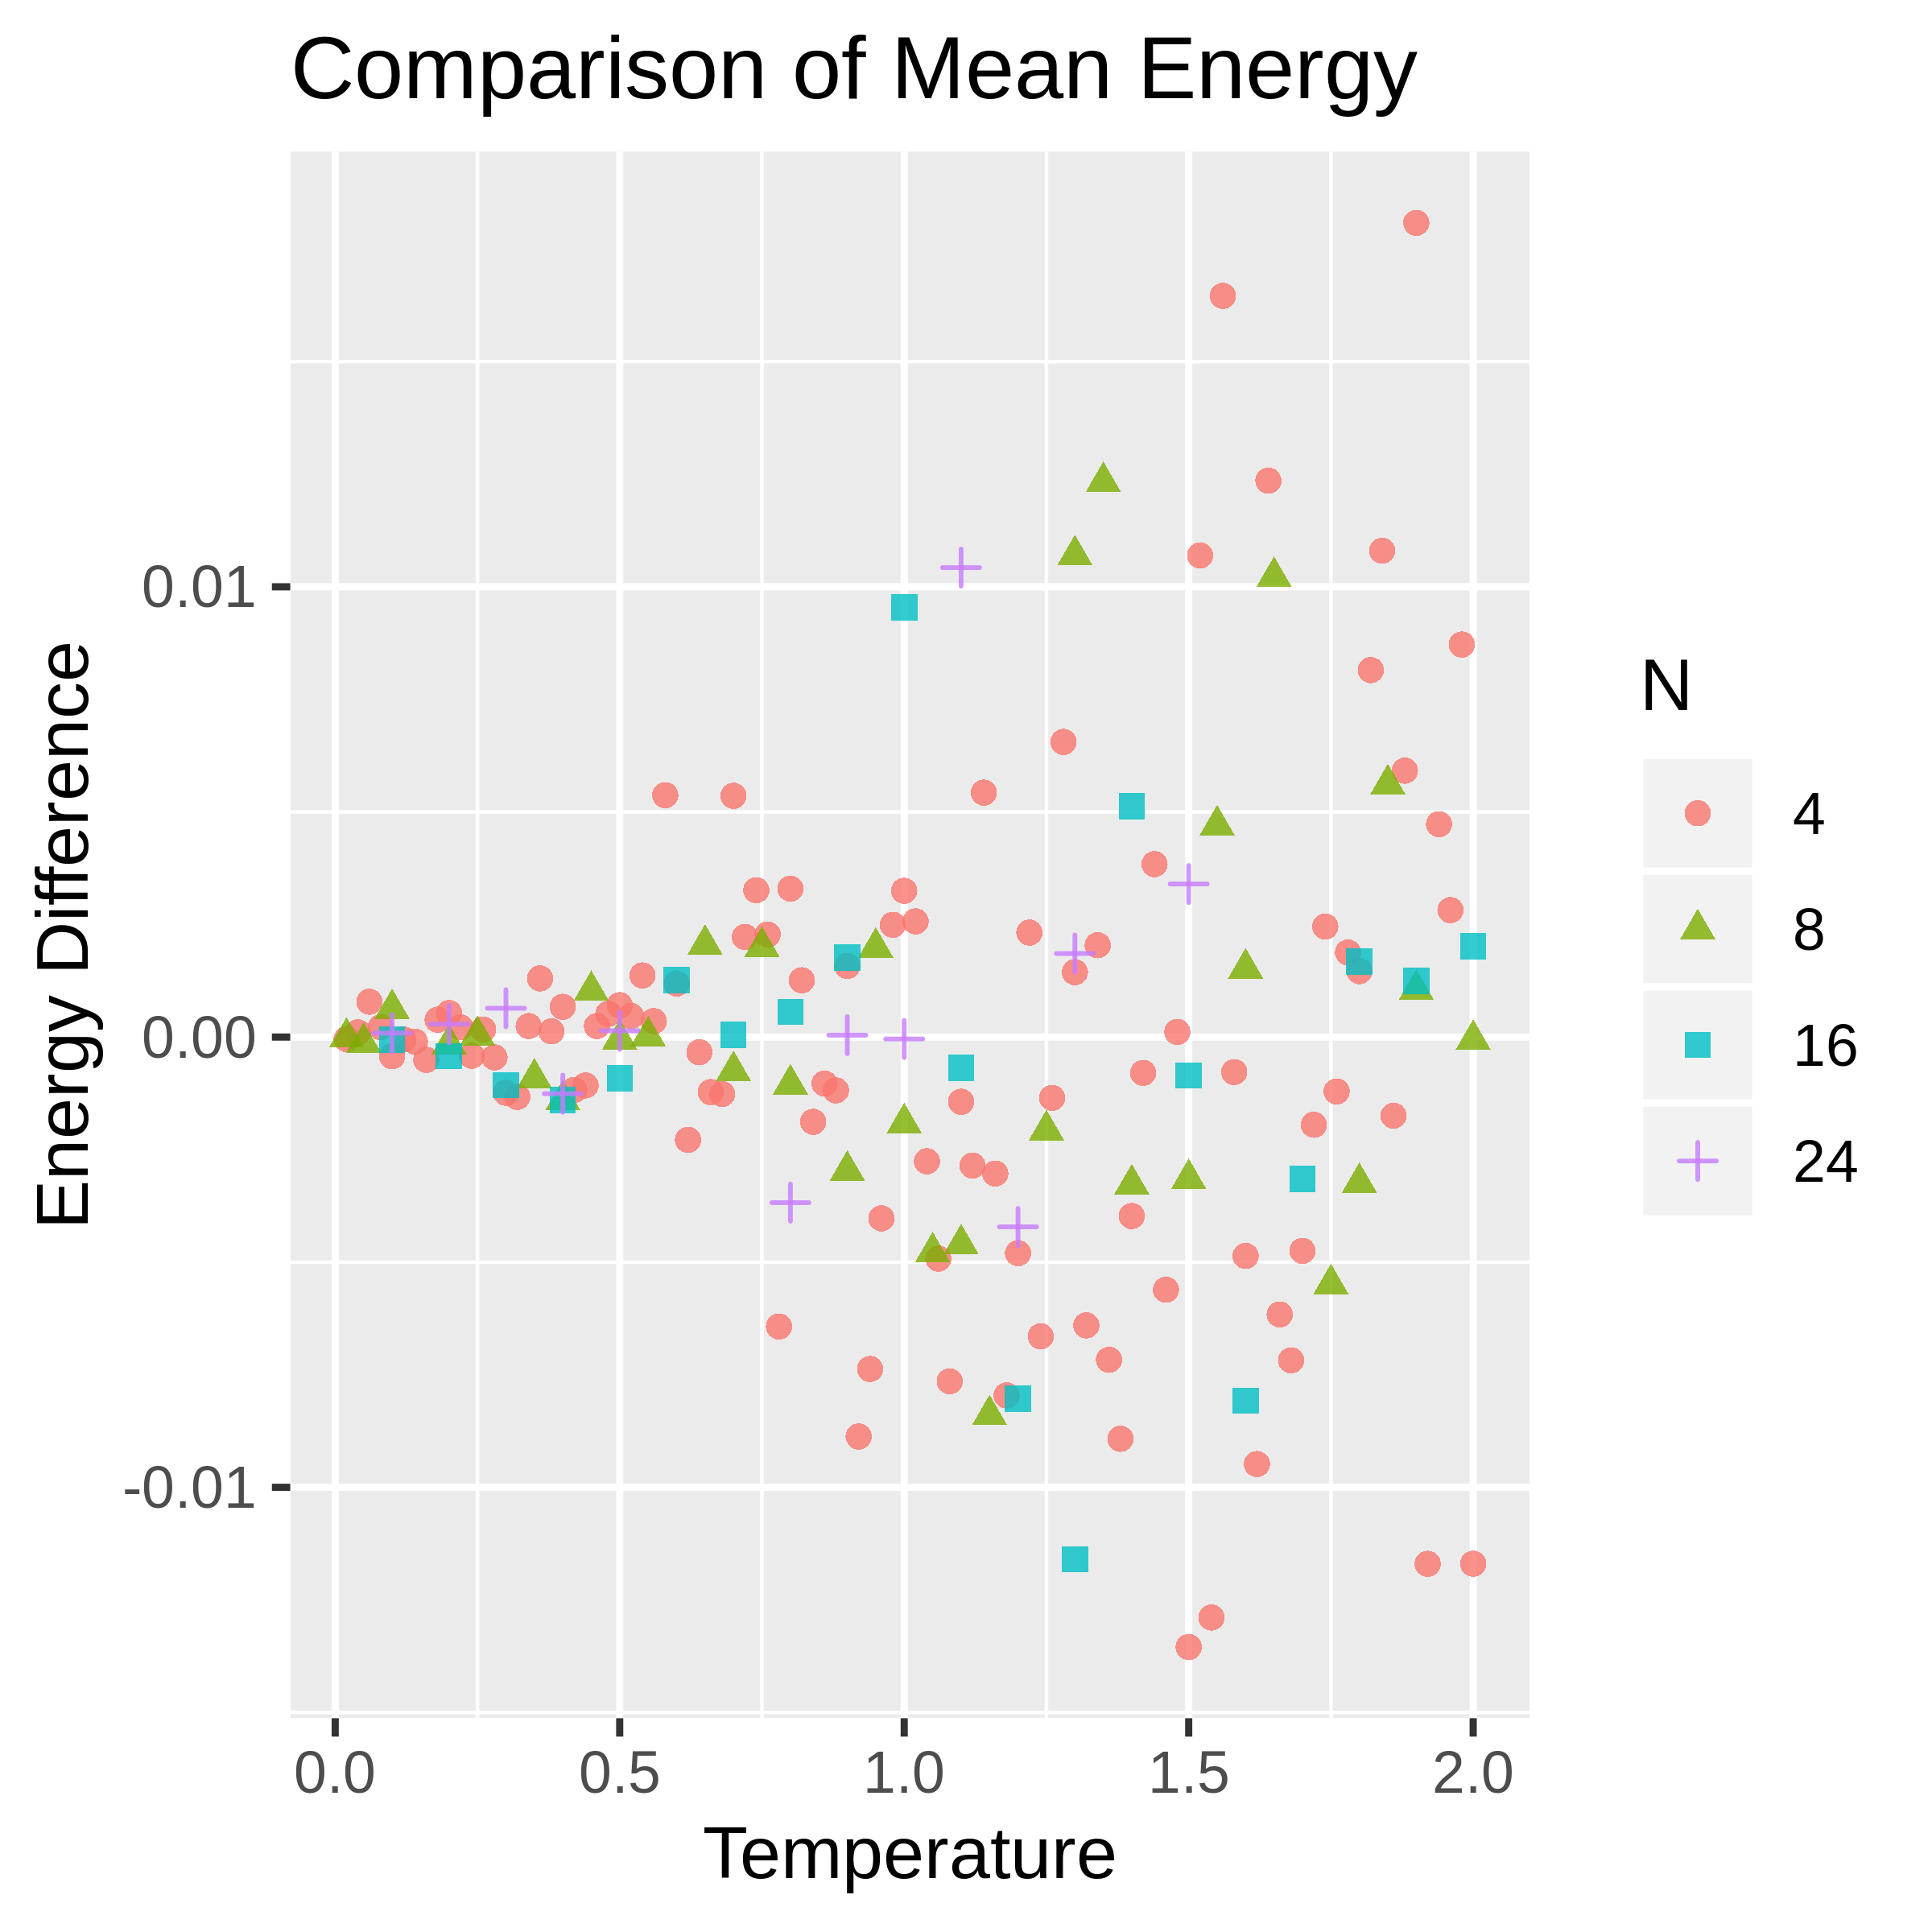 Comparison of Mean Energy
Energy Difference
0.01
0.00
-0.01
0.0 0.5 1.0 1.5 2.0
Temperature
N
4
8
16
24